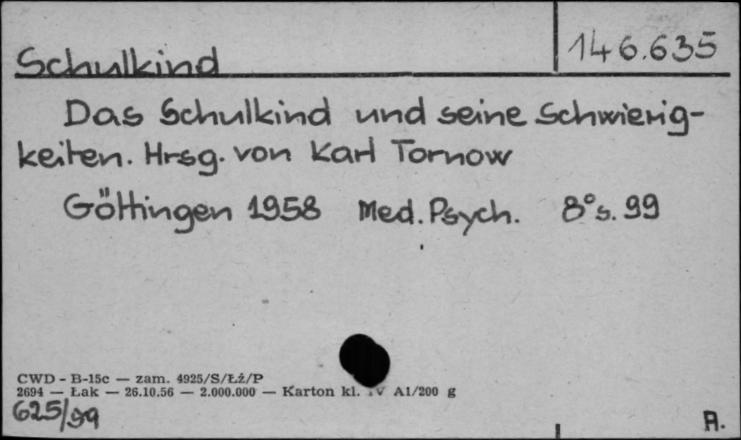 146.635
Schulkind
Das Schulkind und seine Schwierig-
keiten. Hrsg. von Karl Tornow
Göttingen 1958 Med. Psych. 8° s. 99
CWD - B-15c — zam. 4925/S/Łż/P
2694 — Łak — 26.10.56 — 2.000.000 — Karton kl. IV A1/200 g
625/99
A.